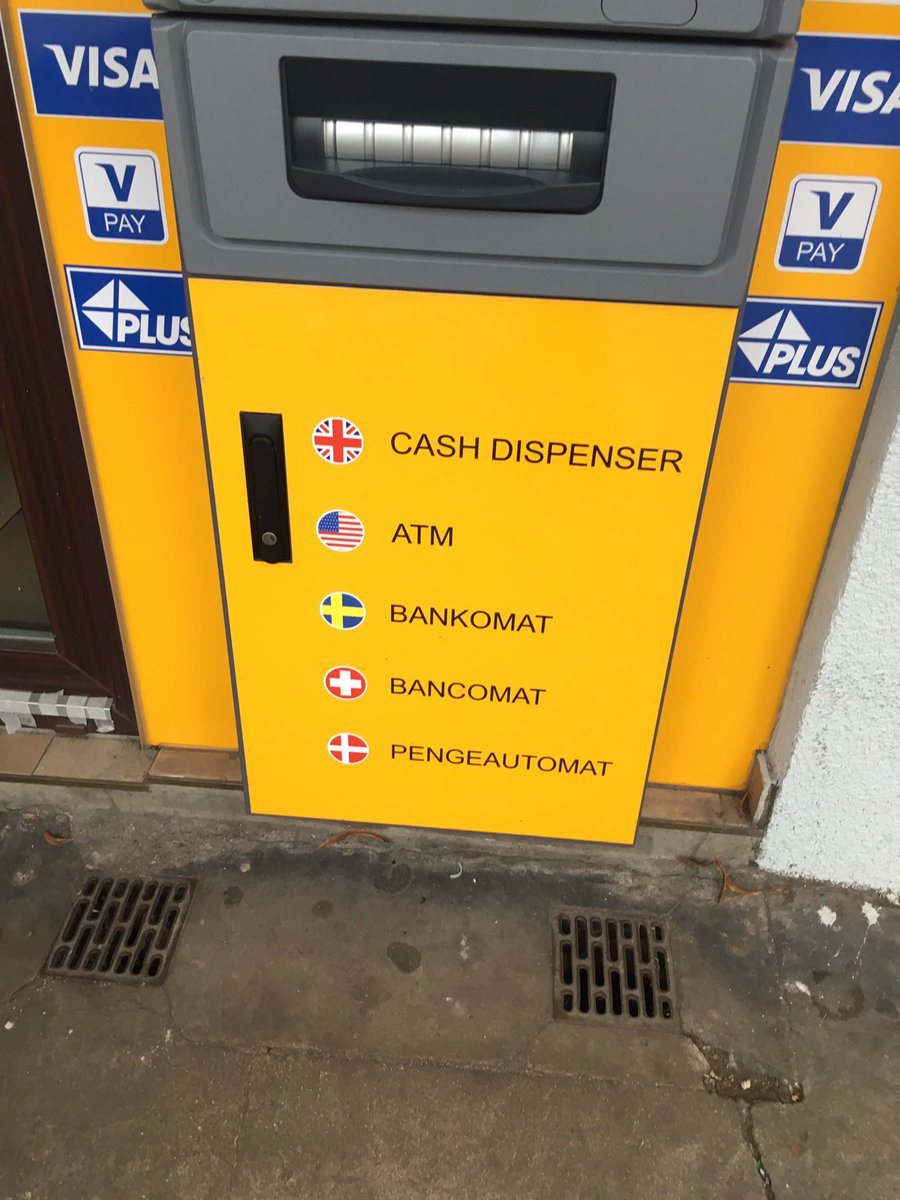 VISA
VISA
V
PAY
V
PAY
PLUS
PLUS
CASH DISPENSER
ATM
BANKOMAT
BANCOMAT
PENGEAUTOMAT